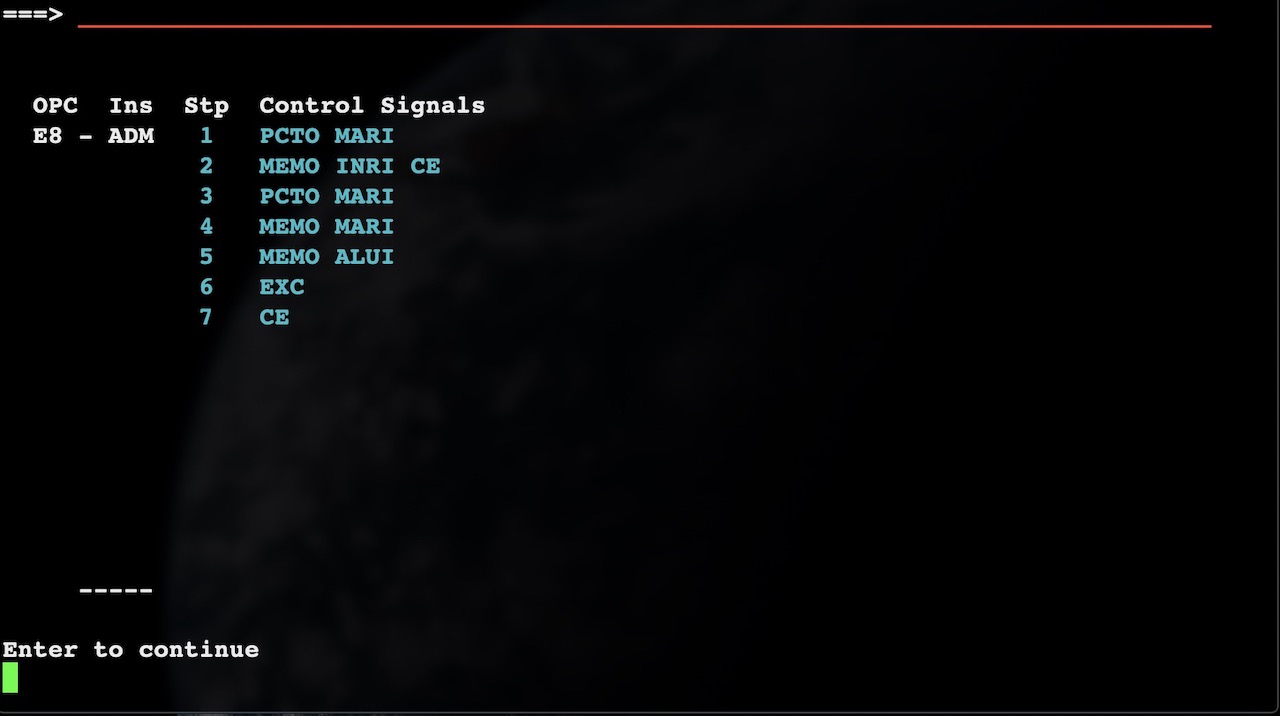 ===>
OPC Ins Stp Control Signals
E8 - ADM 1 PCTO MARI
2 MEMO INRI CE
3 PCTO MARI
4 MEMO MARI
5 MEMO ALUI
6 EXC
7 CE
-----
Enter to continue